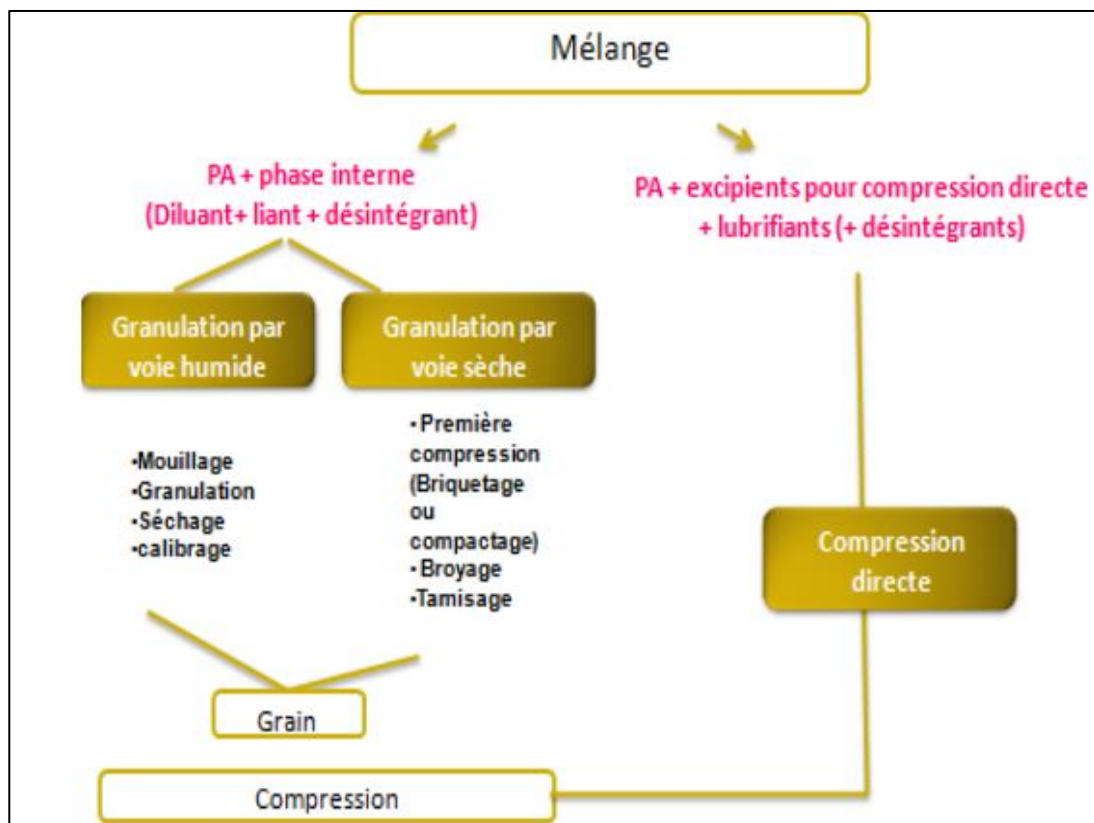 Mélange
PA + phase interne
(Diluant+ liant + désintégrant)
PA + excipients pour compression directe
+ lubrifiants (+ désintégrants)
Granulation par
voie humide
Granulation par
voie sèche
•Mouillage
•Granulation
•Séchage
•calibrage
•Première
compression
(Briquetage
ou
compactage)
•Broyage
•Tamisage
Compression
directe
Grain
Compression